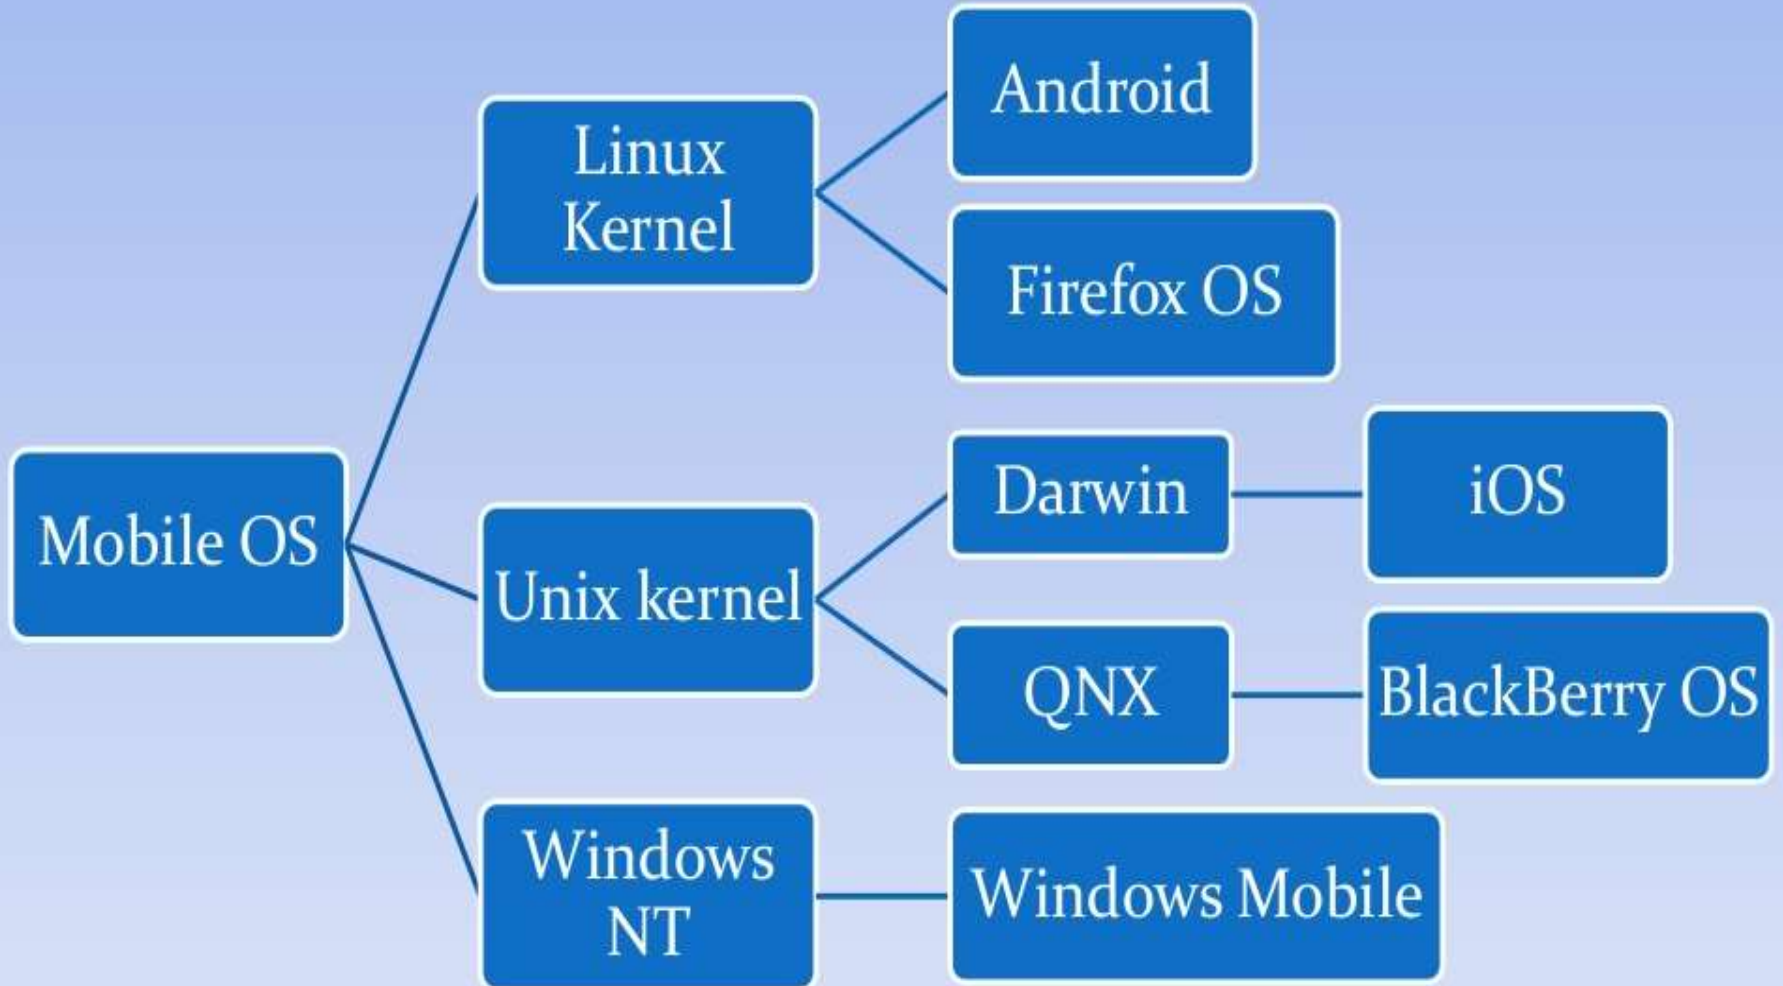 Mobile OS
Linux
Kernel
Android
Firefox OS
Unix kernel
Darwin
iOS
QNX
BlackBerry OS
Windows
NT
Windows Mobile